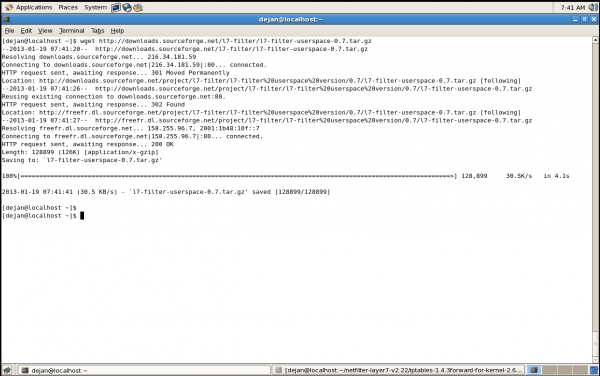 Applications Places System
7:41 AM
dejan@localhost:~
File Edit View Terminal Tabs Help
[dejan@localhost ~]$ wget http://downloads.sourceforge.net/l7-filter/l7-filter-userspace-0.7.tar.gz
--2013-01-19 07:41:20-- http://downloads.sourceforge.net/l7-filter/l7-filter-userspace-0.7.tar.gz
Resolving downloads.sourceforge.net... 216.34.181.59
Connecting to downloads.sourceforge.net|216.34.181.59|:80... connected.
HTTP request sent, awaiting response... 301 Moved Permanently
Location: http://downloads.sourceforge.net/project/l7-filter/l7-filter%20userspace%20version/0.7/l7-filter-userspace-0.7.tar.gz [following]
--2013-01-19 07:41:26-- http://downloads.sourceforge.net/project/l7-filter/l7-filter%20userspace%20version/0.7/l7-filter-userspace-0.7.tar.gz
Reusing existing connection to downloads.sourceforge.net:80.
HTTP request sent, awaiting response... 302 Found
Location: http://freefr.dl.sourceforge.net/project/l7-filter/l7-filter%20userspace%20version/0.7/l7-filter-userspace-0.7.tar.gz [following]
--2013-01-19 07:41:27-- http://freefr.dl.sourceforge.net/project/l7-filter/l7-filter%20userspace%20version/0.7/l7-filter-userspace-0.7.tar.gz
Resolving freefr.dl.sourceforge.net... 158.255.96.7, 2001:1b48:10f::7
Connecting to freefr.dl.sourceforge.net|158.255.96.7|:80... connected.
HTTP request sent, awaiting response... 200 OK
Length: 128899 (126K) [application/x-gzip]
Saving to: `l7-filter-userspace-0.7.tar.gz'
100%[======================================================================================================>] 128,899 30.5K/s in 4.1s
2013-01-19 07:41:41 (30.5 KB/s) - `l7-filter-userspace-0.7.tar.gz' saved [128899/128899]
[dejan@localhost ~]$
[dejan@localhost ~]$
dejan@localhost:~
[dejan@localhost:~/netfilter-layer7-v2.22/iptables-1.4.3forward-for-kernel-2.6...